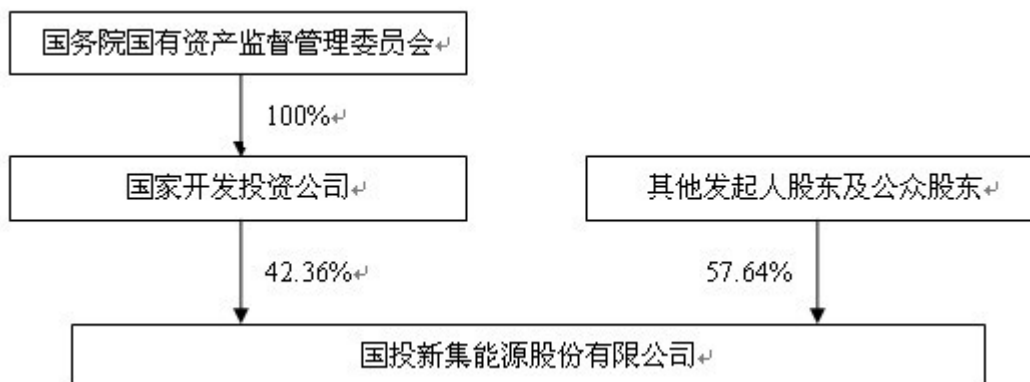 国务院国有资产监督管理委员会
100%
国家开发投资公司
其他发起人股东及公众股东
42.36%
57.64%
国投新集能源股份有限公司